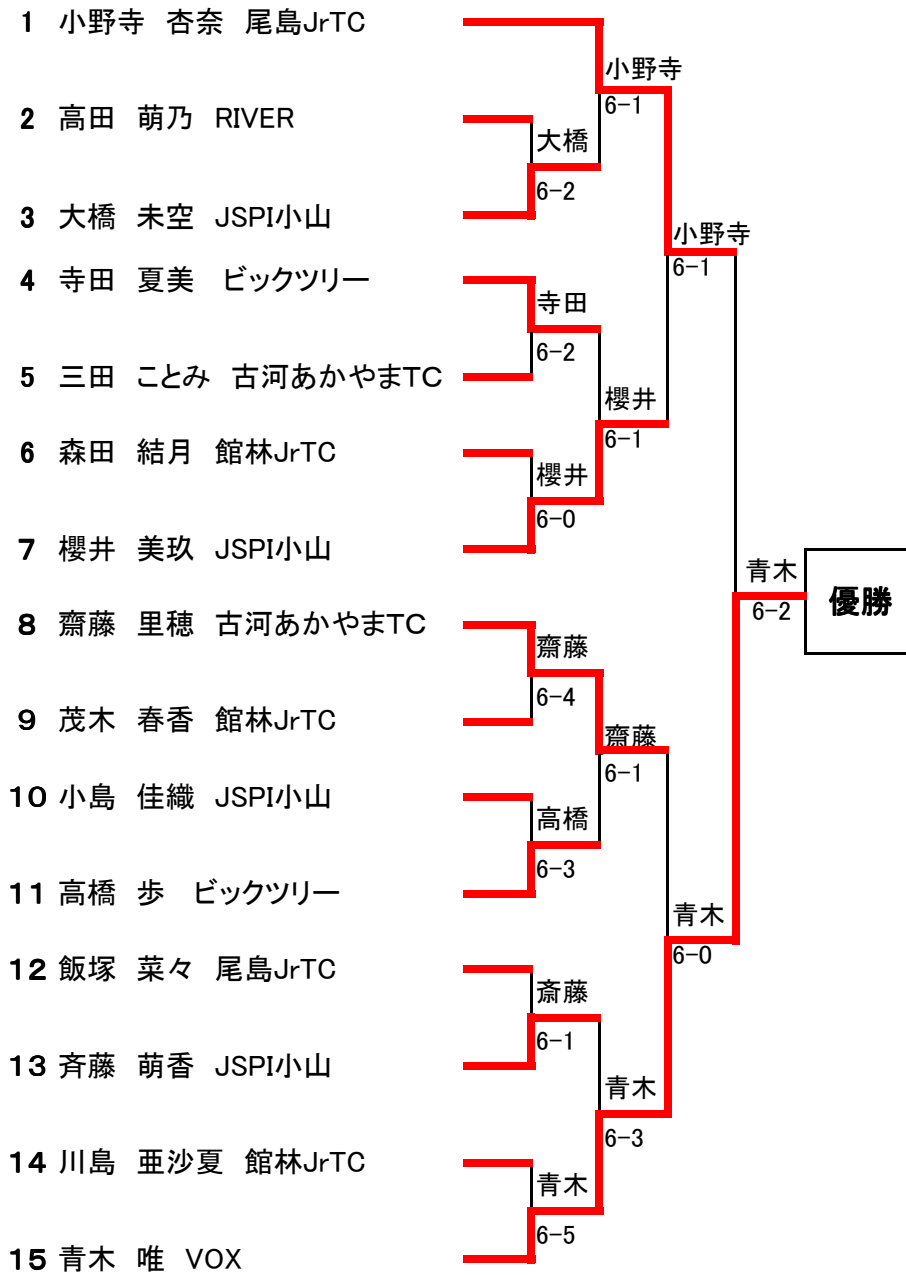 1 小野寺 杏奈 尾島JrTC
小野寺
6-1
2 高田 萌乃 RIVER
大橋
6-2
3 大橋 未空 JSPI小山
小野寺
6-1
4 寺田 夏美 ビックツリー
寺田
6-2
5 三田 ことみ 古河あかやまTC
櫻井
6-1
6 森田 結月 館林JrTC
櫻井
6-0
7 櫻井 美玖 JSPI小山
青木
6-2
優勝
8 齋藤 里穂 古河あかやまTC
齋藤
6-4
9 茂木 春香 館林JrTC
齋藤
6-1
10 小島 佳織 JSPI小山
高橋
6-3
11 高橋 歩 ビックツリー
青木
6-0
12 飯塚 菜々 尾島JrTC
斎藤
6-1
13 斉藤 萌香 JSPI小山
青木
6-3
14 川島 亜沙夏 館林JrTC
青木
6-5
15 青木 唯 VOX